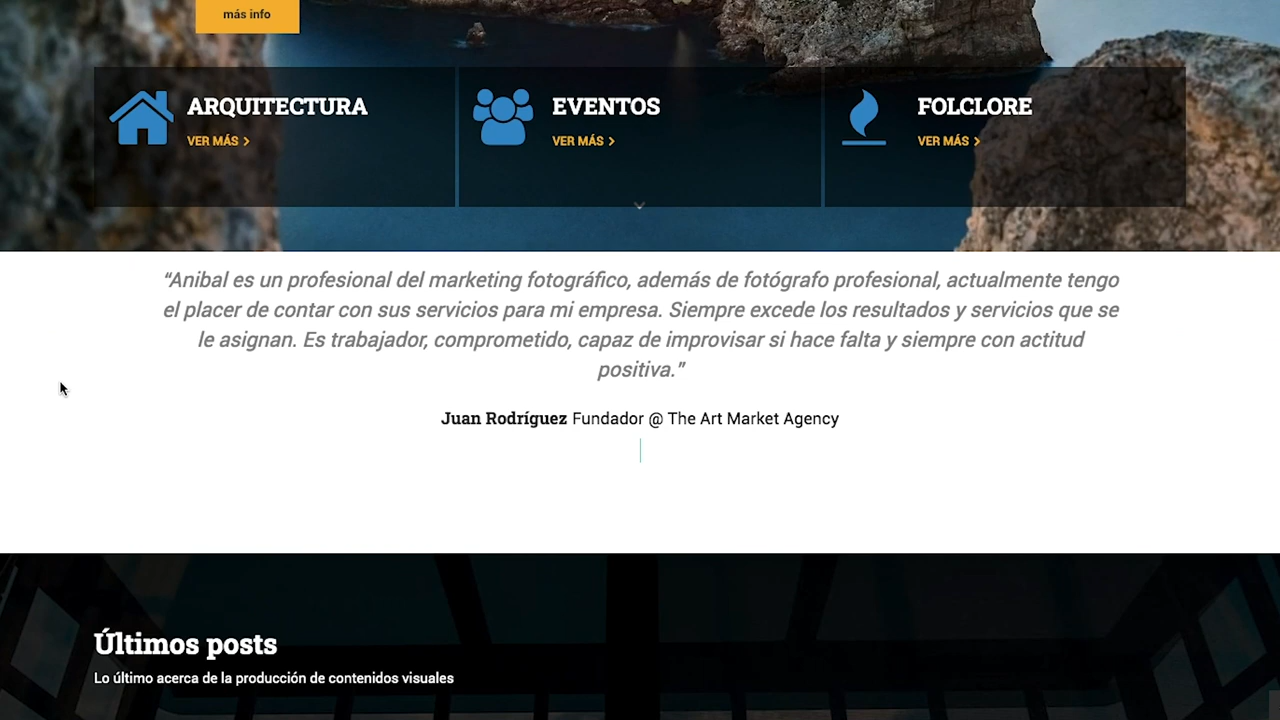 más info
ARQUITECTURA
VER MÁS
EVENTOS
VER MÁS
FOLCLORE
VER MÁS
“Anibal es un profesional del marketing fotográfico, además de fotógrafo profesional, actualmente tengo
el placer de contar con sus servicios para mi empresa. Siempre excede los resultados y servicios que se
le asignan. Es trabajador, comprometido, capaz de improvisar si hace falta y siempre con actitud
positiva.”
Juan Rodríguez Fundador @ The Art Market Agency
Últimos posts
Lo último acerca de la producción de contenidos visuales